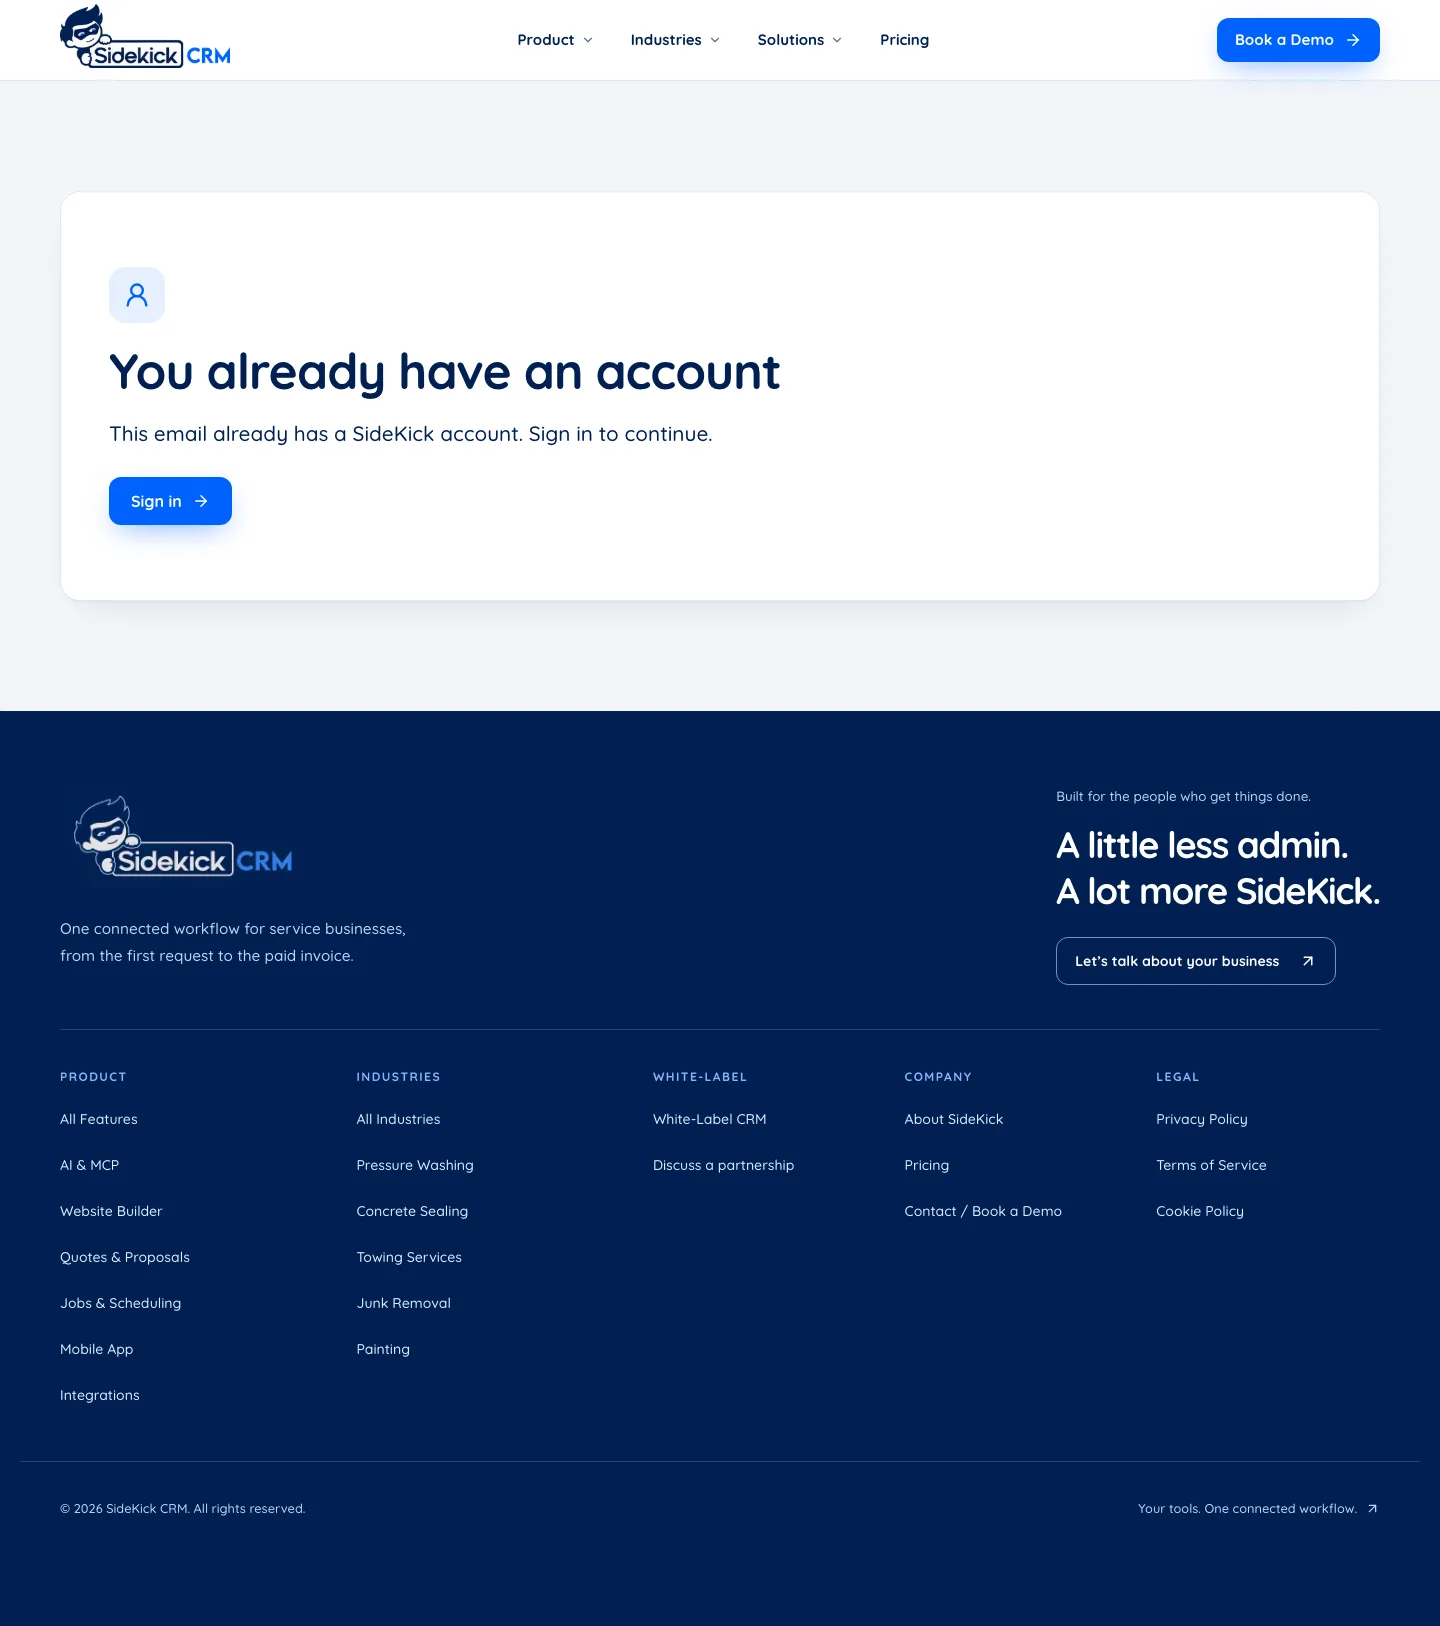 Sidekick CRM
Product
Industries
Solutions
Pricing
Book a Demo
You already have an account
This email already has a SideKick account. Sign in to continue.
Sign in
Sidekick CRM
One connected workflow for service businesses,
from the first request to the paid invoice.
Built for the people who get things done.
A little less admin.
A lot more SideKick.
Let’s talk about your business
PRODUCT
All Features
AI & MCP
Website Builder
Quotes & Proposals
Jobs & Scheduling
Mobile App
Integrations
INDUSTRIES
All Industries
Pressure Washing
Concrete Sealing
Towing Services
Junk Removal
Painting
WHITE-LABEL
White-Label CRM
Discuss a partnership
COMPANY
About SideKick
Pricing
Contact / Book a Demo
LEGAL
Privacy Policy
Terms of Service
Cookie Policy
© 2026 SideKick CRM. All rights reserved.
Your tools. One connected workflow.